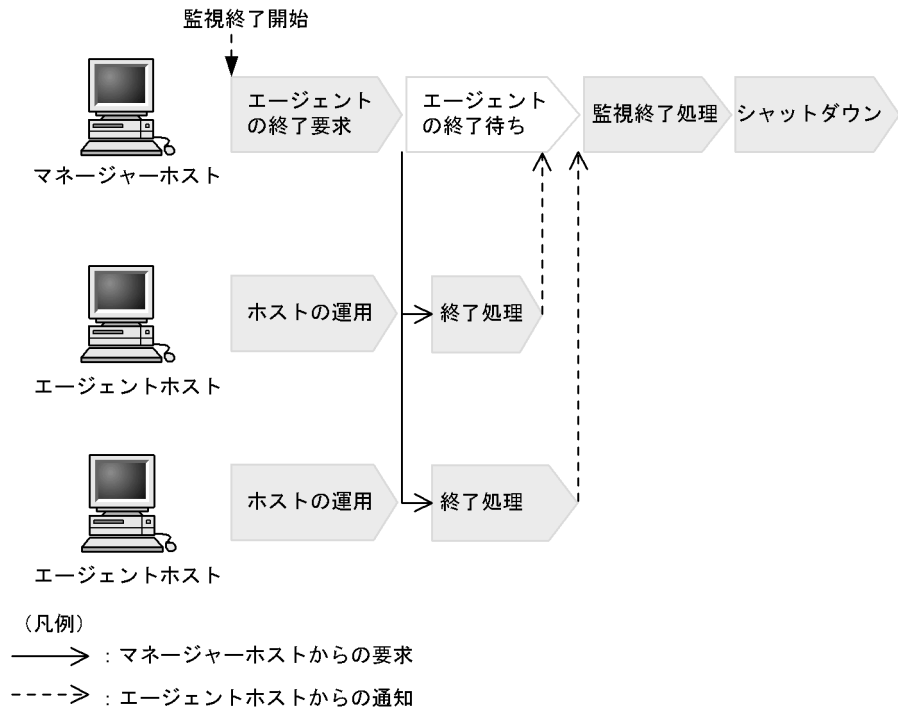 監視終了開始
エージェント
の終了要求
エージェント
の終了待ち
監視終了処理
シャットダウン
マネージャーホスト
ホストの運用
終了処理
エージェントホスト
ホストの運用
終了処理
エージェントホスト
（凡例）
：マネージャーホストからの要求
：エージェントホストからの通知